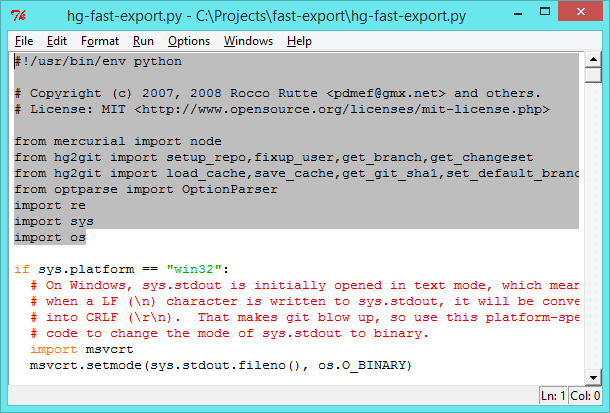 hg-fast-export.py - C:\Projects\fast-export\hg-fast-export.py
File Edit Format Run Options Windows Help
#!/usr/bin/env python
# Copyright (c) 2007, 2008 Rocco Rutte <pdmef@gmx.net> and others.
# License: MIT <http://www.opensource.org/licenses/mit-license.php>
from mercurial import node
from hg2git import setup_repo,fixup_user,get_branch,get_changeset
from hg2git import load_cache,save_cache,get_git_sha1,set_default_branc
from optparse import OptionParser
import re
import sys
import os
if sys.platform == "win32":
# On Windows, sys.stdout is initially opened in text mode, which mean
# when a LF (\n) character is written to sys.stdout, it will be conve
# into CRLF (\r\n).  That makes git blow up, so use this platform-spe
# code to change the mode of sys.stdout to binary.
import msvcrt
msvcrt.setmode(sys.stdout.fileno(), os.O_BINARY)
Ln: 1 Col: 0